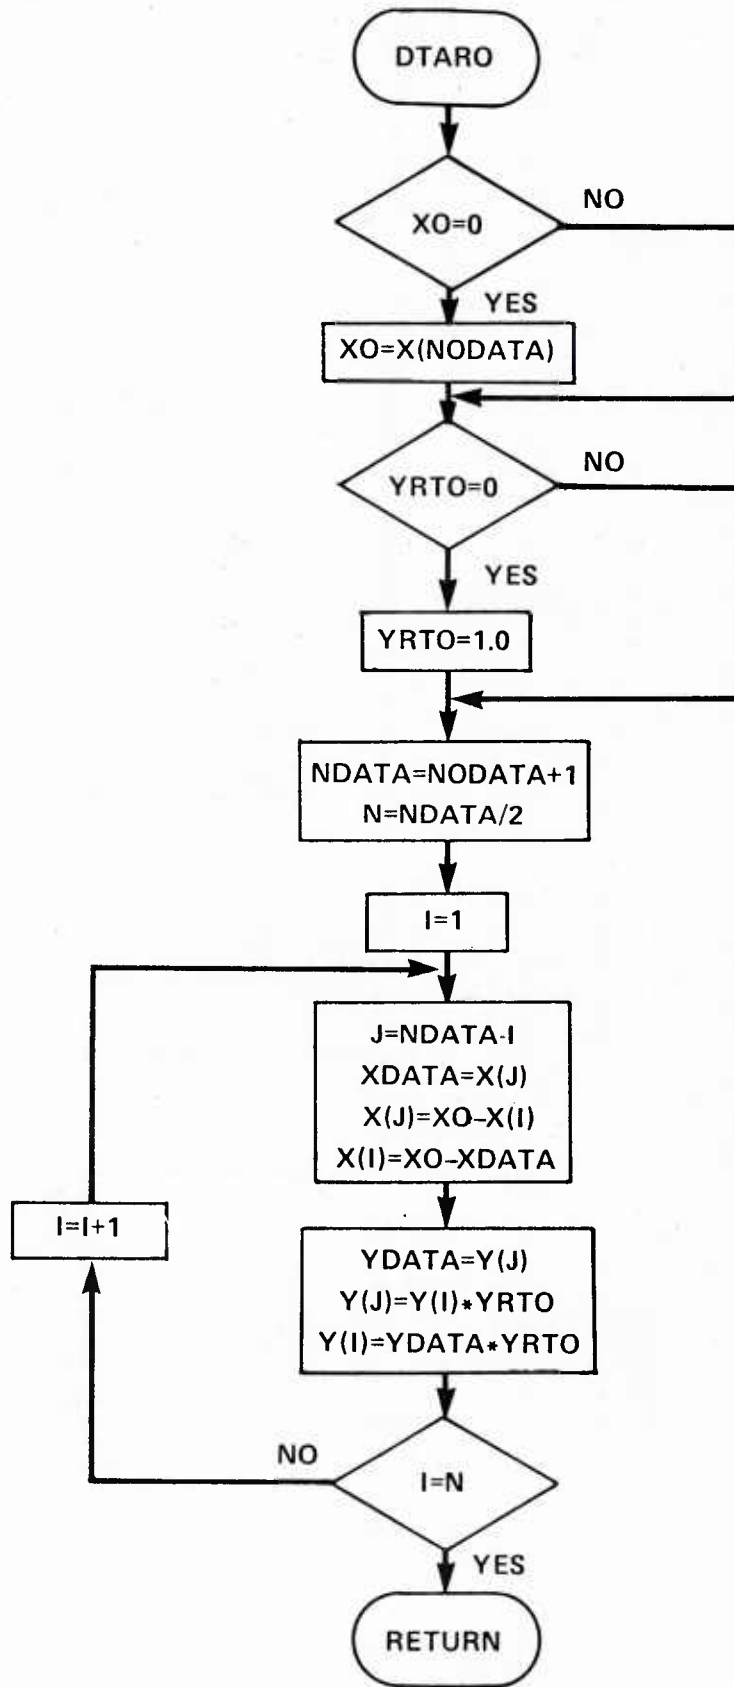 DTARO
XO=0
NO
YES
XO=X(NODATA)
YRTO=0
NO
YES
YRTO=1.0
NDATA=NODATA+1
N=NDATA/2
I=1
J=NDATA-I
XDATA=X(J)
X(J)=XO–X(I)
X(I)=XO–XDATA
I=I+1
YDATA=Y(J)
Y(J)=Y(I)*YRTO
Y(I)=YDATA*YRTO
NO
I=N
YES
RETURN